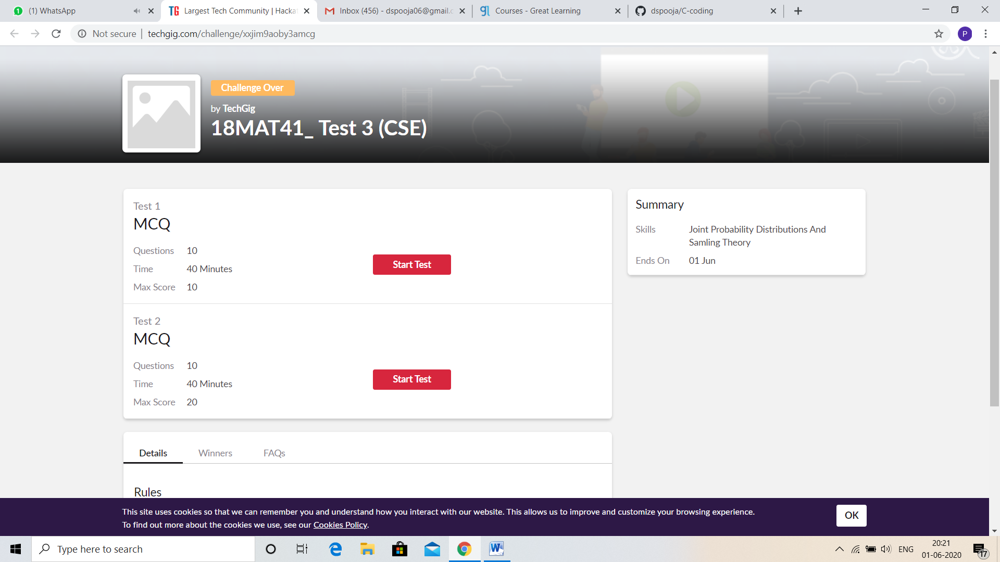 (1) WhatsApp
TG Largest Tech Community | Hacka
Inbox (456) - dspooja06@gmail.c
gl Courses - Great Learning
dspooja/C-coding
Not secure | techgig.com/challenge/xxjim9aoby3amcg
P
Challenge Over
by TechGig
18MAT41_ Test 3 (CSE)
Test 1
MCQ
Questions 10
Time 40 Minutes
Max Score 10
Start Test
Test 2
MCQ
Questions 10
Time 40 Minutes
Max Score 20
Start Test
Summary
Skills Joint Probability Distributions And
Samling Theory
Ends On 01 Jun
Details Winners FAQs
Rules
This site uses cookies so that we can remember you and understand how you interact with our website. This allows us to improve and customize your browsing experience.
To find out more about the cookies we use, see our Cookies Policy.
OK
Type here to search
ENG
20:21
01-06-2020
17